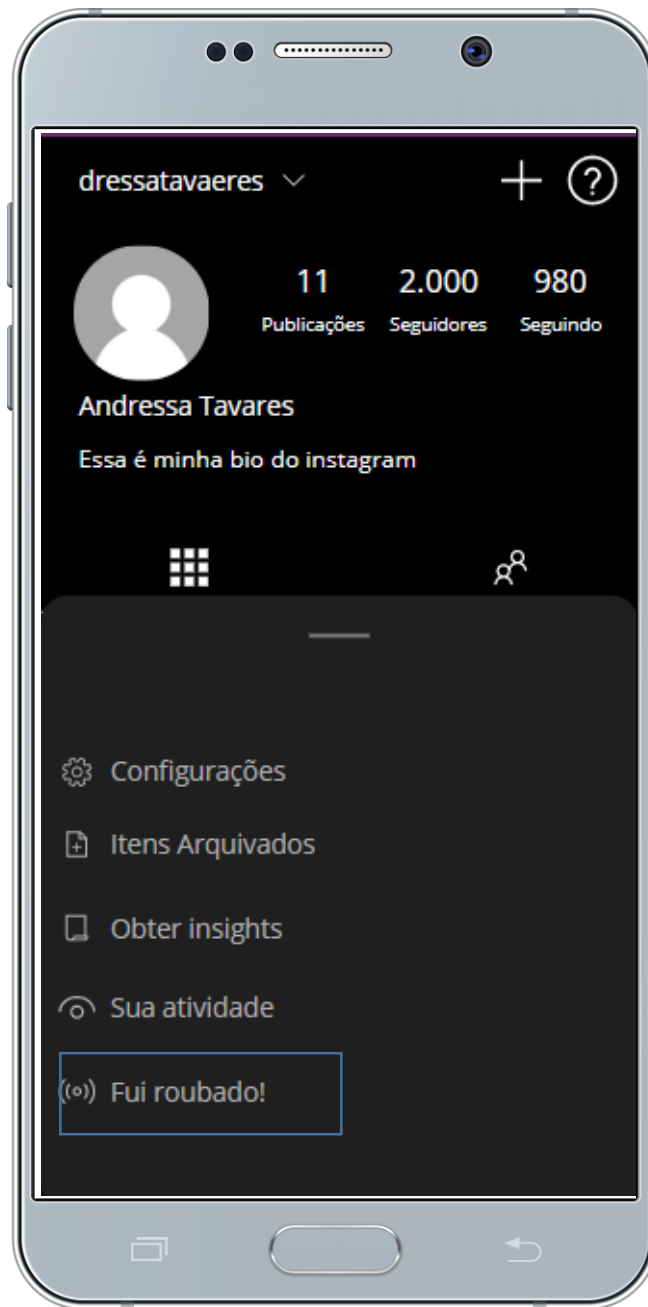 dressatavaeres
11 2.000 980
Publicações Seguidores Seguindo
Andressa Tavares
Essa é minha bio do instagram
Configurações
Itens Arquivados
Obter insights
Sua atividade
Fui roubado!